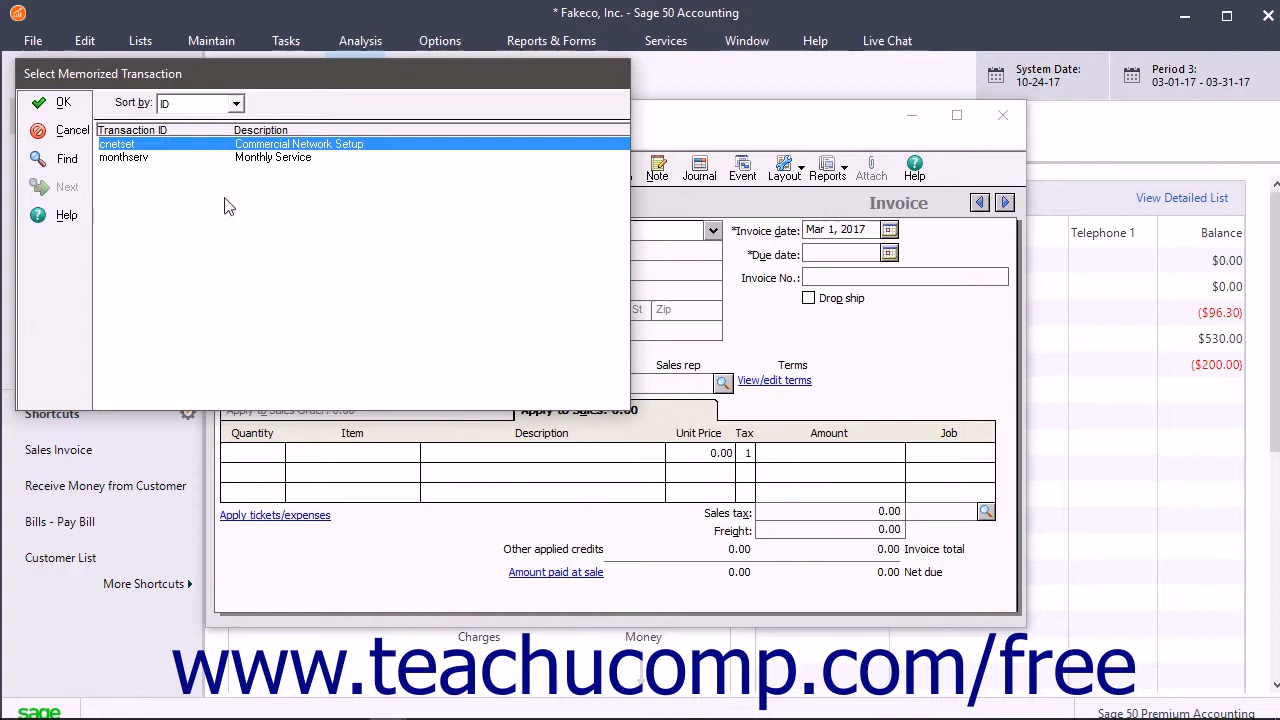 * Fakeco, Inc. - Sage 50 Accounting
File Edit Lists Maintain Tasks Analysis Options Reports & Forms Services Window Help Live Chat
Select Memorized Transaction
System Date:
10-24-17
Period 3:
03-01-17 - 03-31-17
OK
Cancel
Find
Next
Help
Sort by: ID
Transaction ID Description
cnetset Commercial Network Setup
monthserv Monthly Service
Note Journal Event Layout Reports Attach Help
Invoice
*Invoice date: Mar 1, 2017
*Due date:
Invoice No.:
Drop ship
St Zip
Sales rep Terms
View/edit terms
Apply to Sales Order: 0.00
Apply to Sales: 0.00
Quantity Item Description Unit Price Tax Amount Job
0.00 1
Apply tickets/expenses
Sales tax: 0.00
Freight: 0.00
Other applied credits 0.00 0.00 Invoice total
Amount paid at sale 0.00 0.00 Net due
View Detailed List
Telephone 1 Balance
$0.00
$0.00
($96.30)
$530.00
($200.00)
Shortcuts
Sales Invoice
Receive Money from Customer
Bills - Pay Bill
Customer List
More Shortcuts
Charges Money
www.teachucomp.com/free
sage
Sage 50 Premium Accounting